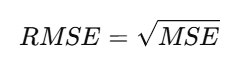 RMSE = √MSE